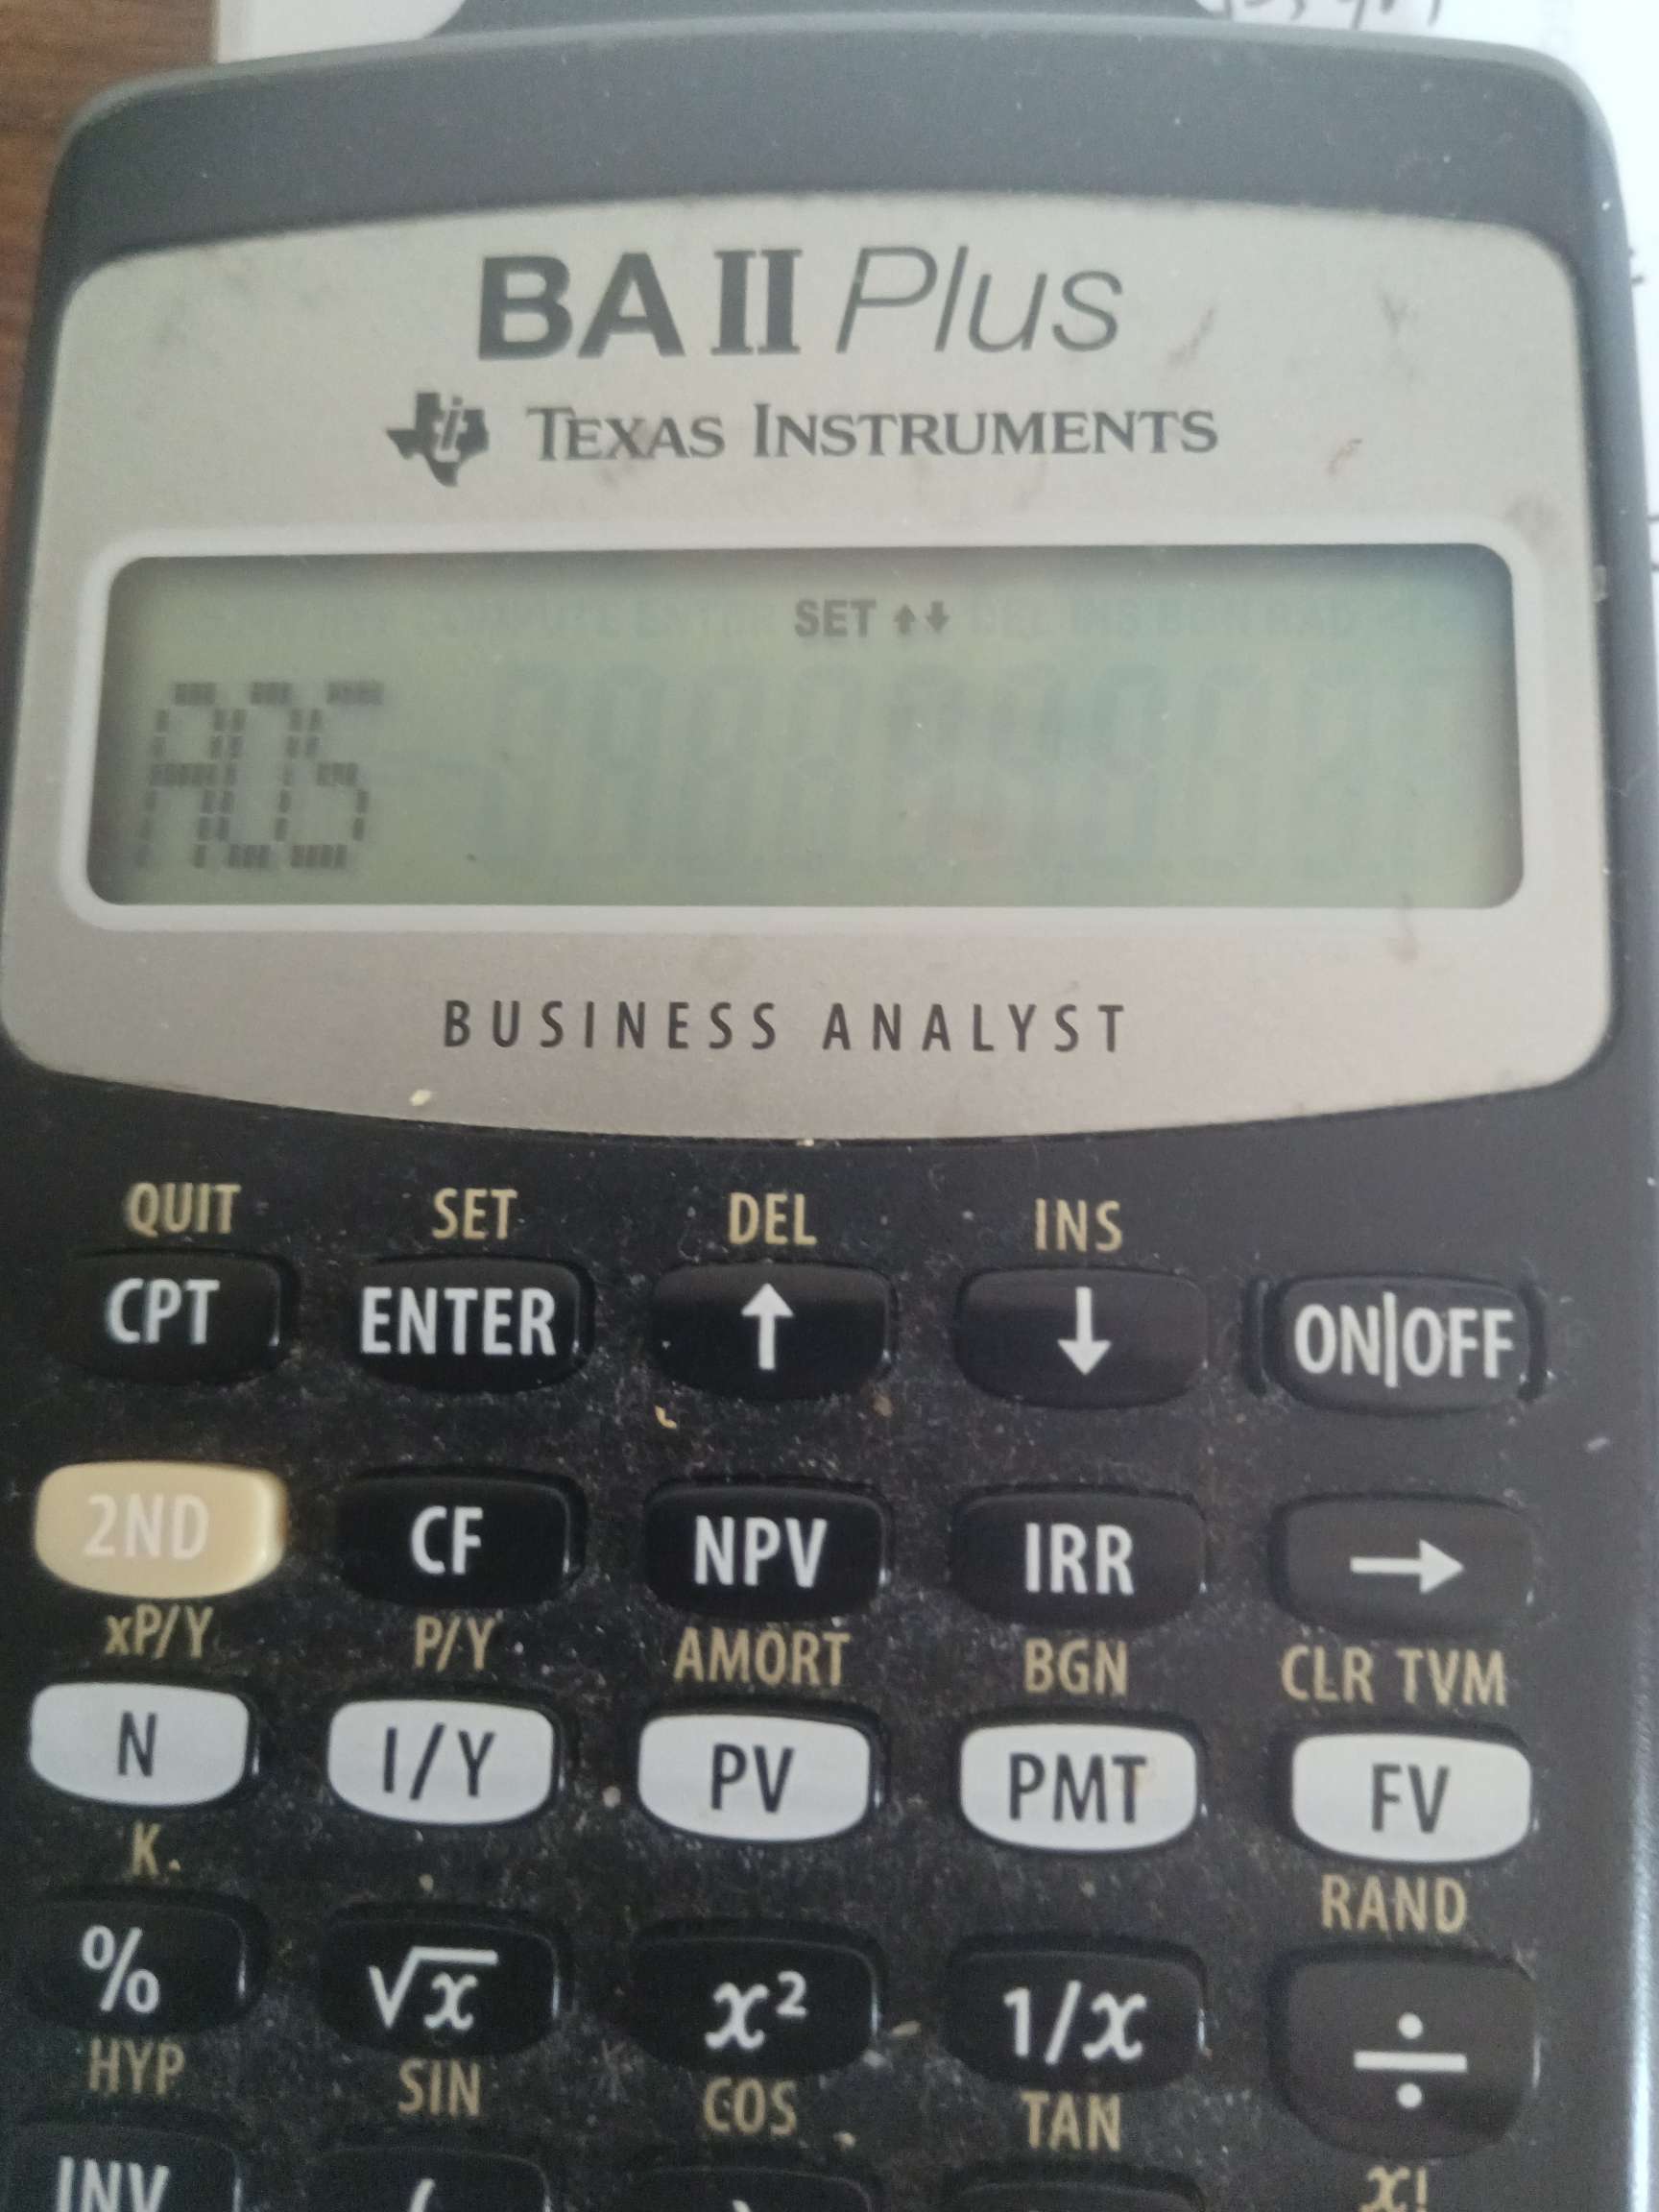 BA II Plus
TEXAS INSTRUMENTS
SET ↑↓
AOS
BUSINESS ANALYST
QUIT SET DEL INS
CPT ENTER ↑ ↓ ON|OFF
2ND CF NPV IRR →
xP/Y P/Y AMORT BGN CLR TVM
N I/Y PV PMT FV
K RAND
% √x x² 1/x ÷
HYP SIN COS TAN x!
INV ( )